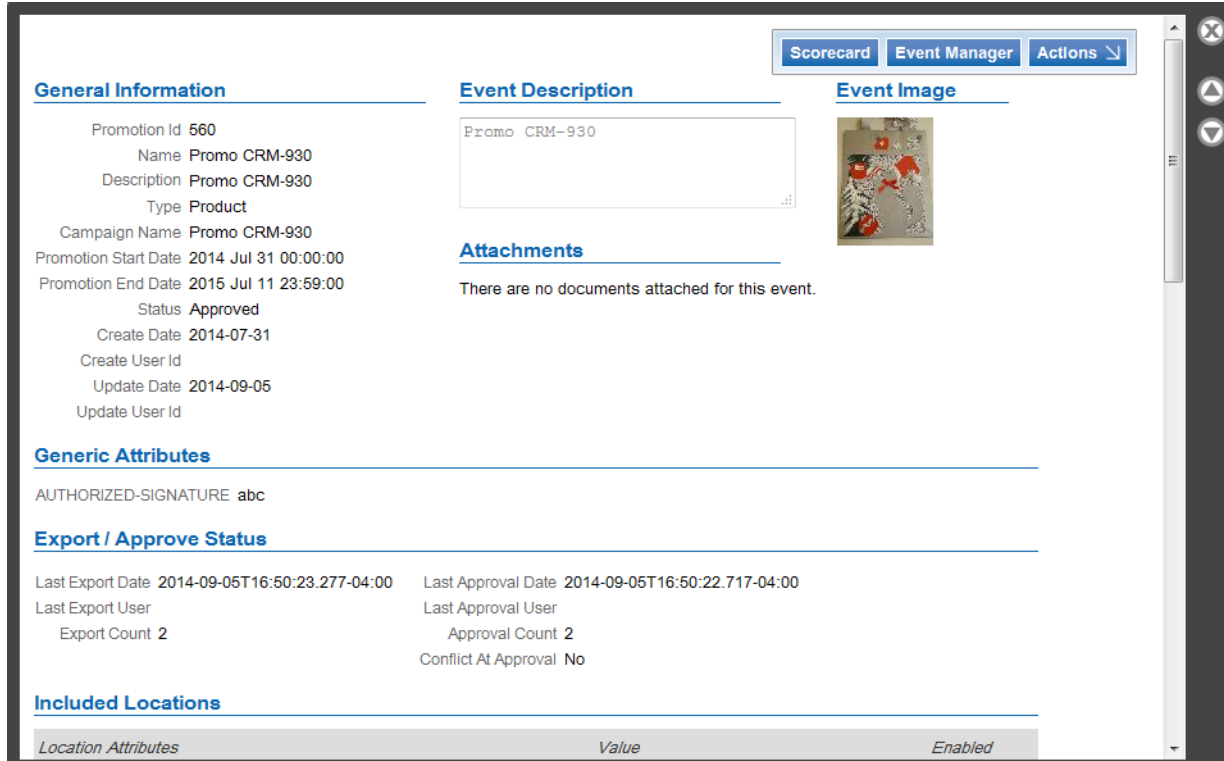 Scorecard Event Manager Actions
General Information
Promotion Id 560
Name Promo CRM-930
Description Promo CRM-930
Type Product
Campaign Name Promo CRM-930
Promotion Start Date 2014 Jul 31 00:00:00
Promotion End Date 2015 Jul 11 23:59:00
Status Approved
Create Date 2014-07-31
Create User Id
Update Date 2014-09-05
Update User Id
Event Description
Promo CRM-930
Attachments
There are no documents attached for this event.
Event Image
Generic Attributes
AUTHORIZED-SIGNATURE abc
Export / Approve Status
Last Export Date 2014-09-05T16:50:23.277-04:00
Last Export User
Export Count 2
Last Approval Date 2014-09-05T16:50:22.717-04:00
Last Approval User
Approval Count 2
Conflict At Approval No
Included Locations
Location Attributes Value Enabled